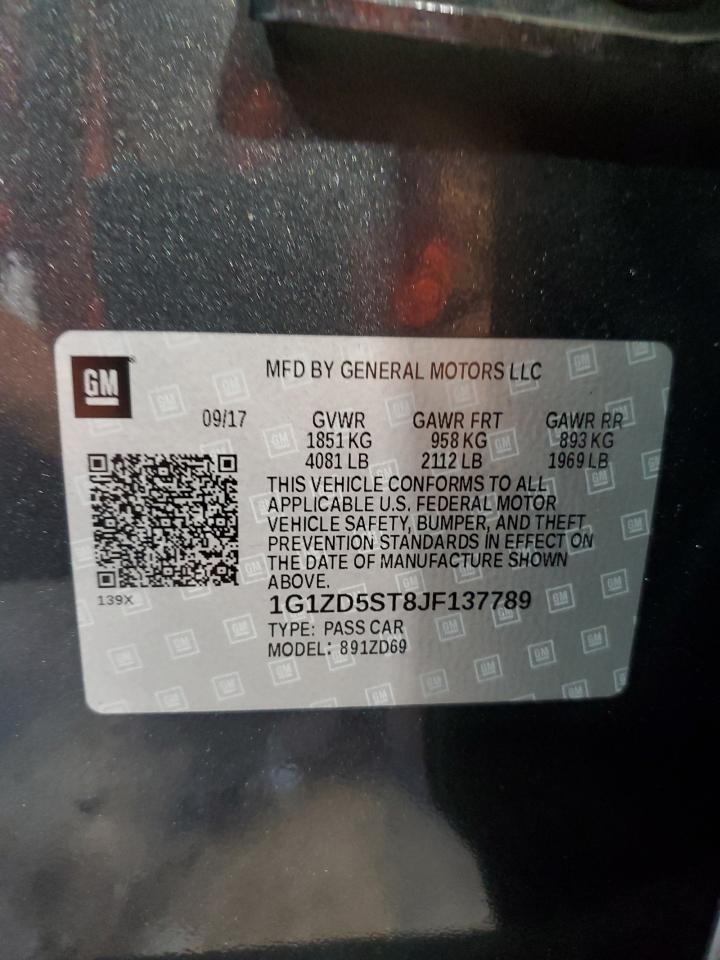 GM
MFD BY GENERAL MOTORS LLC
09/17 GVWR GAWR FRT GAWR RR
1851 KG 958 KG 893 KG
4081 LB 2112 LB 1969 LB
THIS VEHICLE CONFORMS TO ALL
APPLICABLE U.S. FEDERAL MOTOR
VEHICLE SAFETY, BUMPER, AND THEFT
PREVENTION STANDARDS IN EFFECT ON
THE DATE OF MANUFACTURE SHOWN
ABOVE.
139X
1G1ZD5ST8JF137789
TYPE: PASS CAR
MODEL: 891ZD69